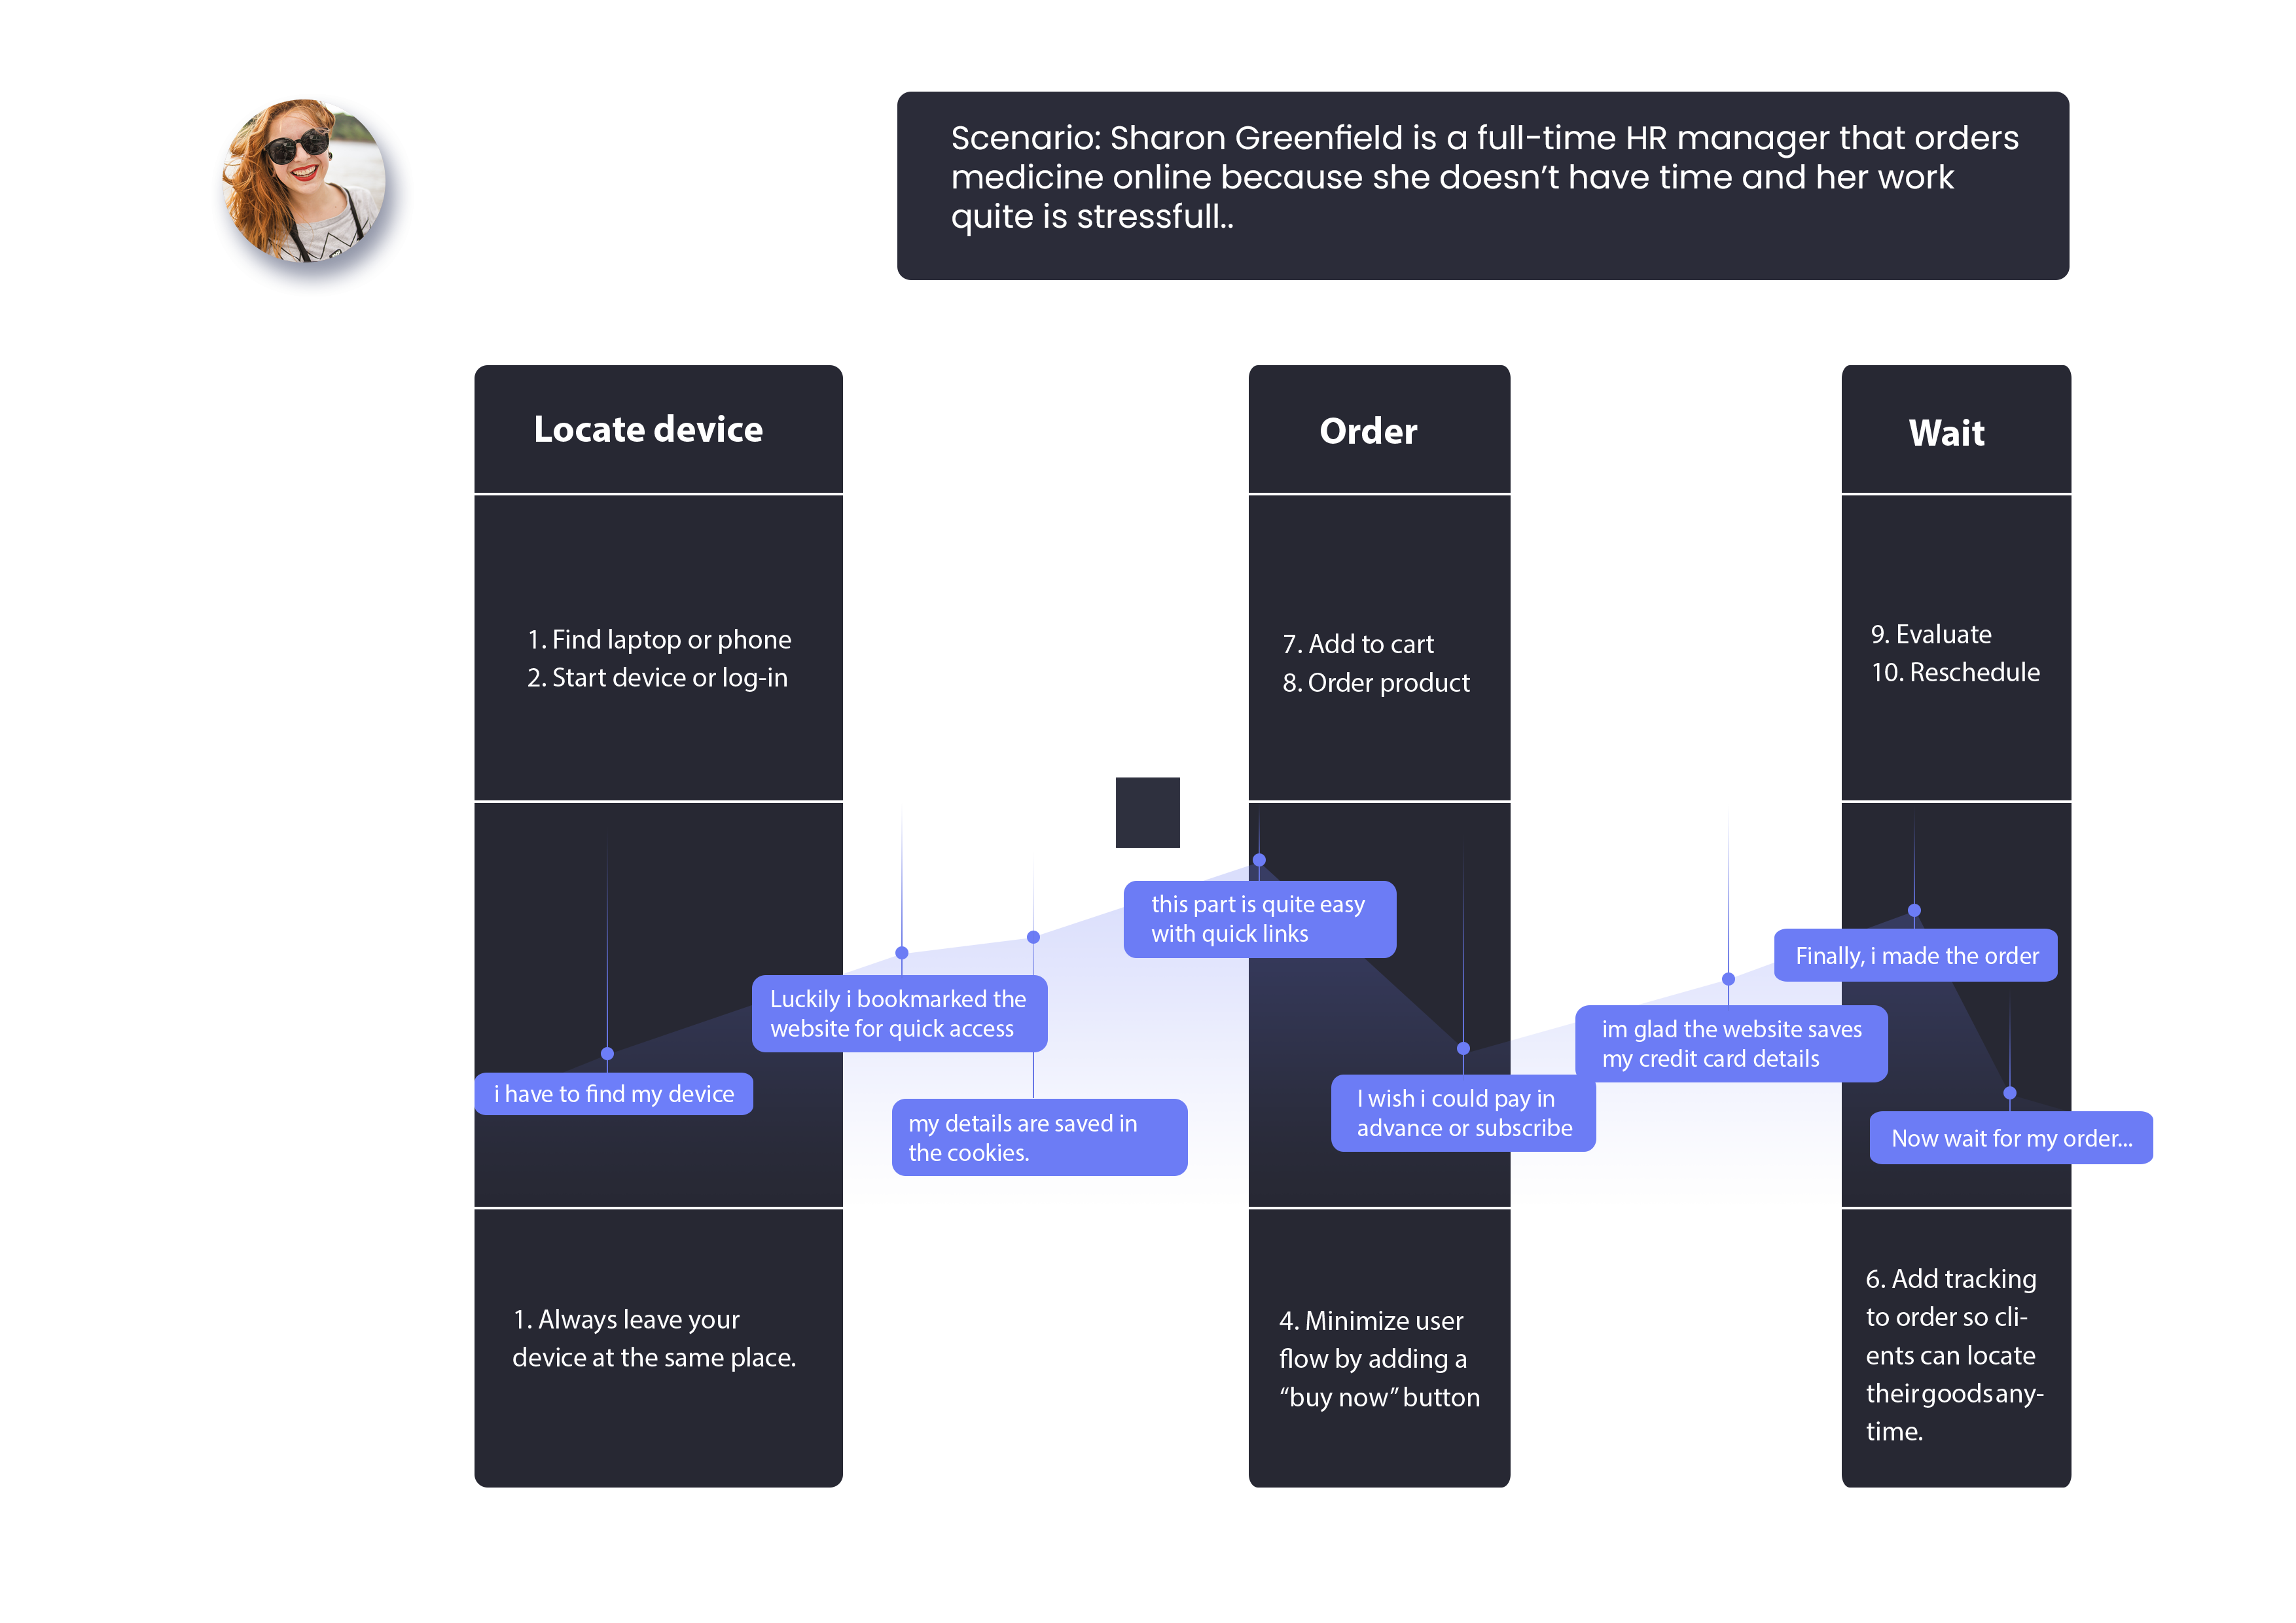 Scenario: Sharon Greenfield is a full-time HR manager that orders
medicine online because she doesn't have time and her work
quite is stressfull..
Locate device
Order
Wait
1. Find laptop or phone
2. Start device or log-in
7. Add to cart
8. Order product
9. Evaluate
10. Reschedule
i have to find my device
Luckily i bookmarked the
website for quick access
my details are saved in
the cookies.
this part is quite easy
with quick links
I wish i could pay in
advance or subscribe
im glad the website saves
my credit card details
Finally, i made the order
Now wait for my order...
1. Always leave your
device at the same place.
4. Minimize user
flow by adding a
“buy now” button
6. Add tracking
to order so cli-
ents can locate
their goods any-
time.